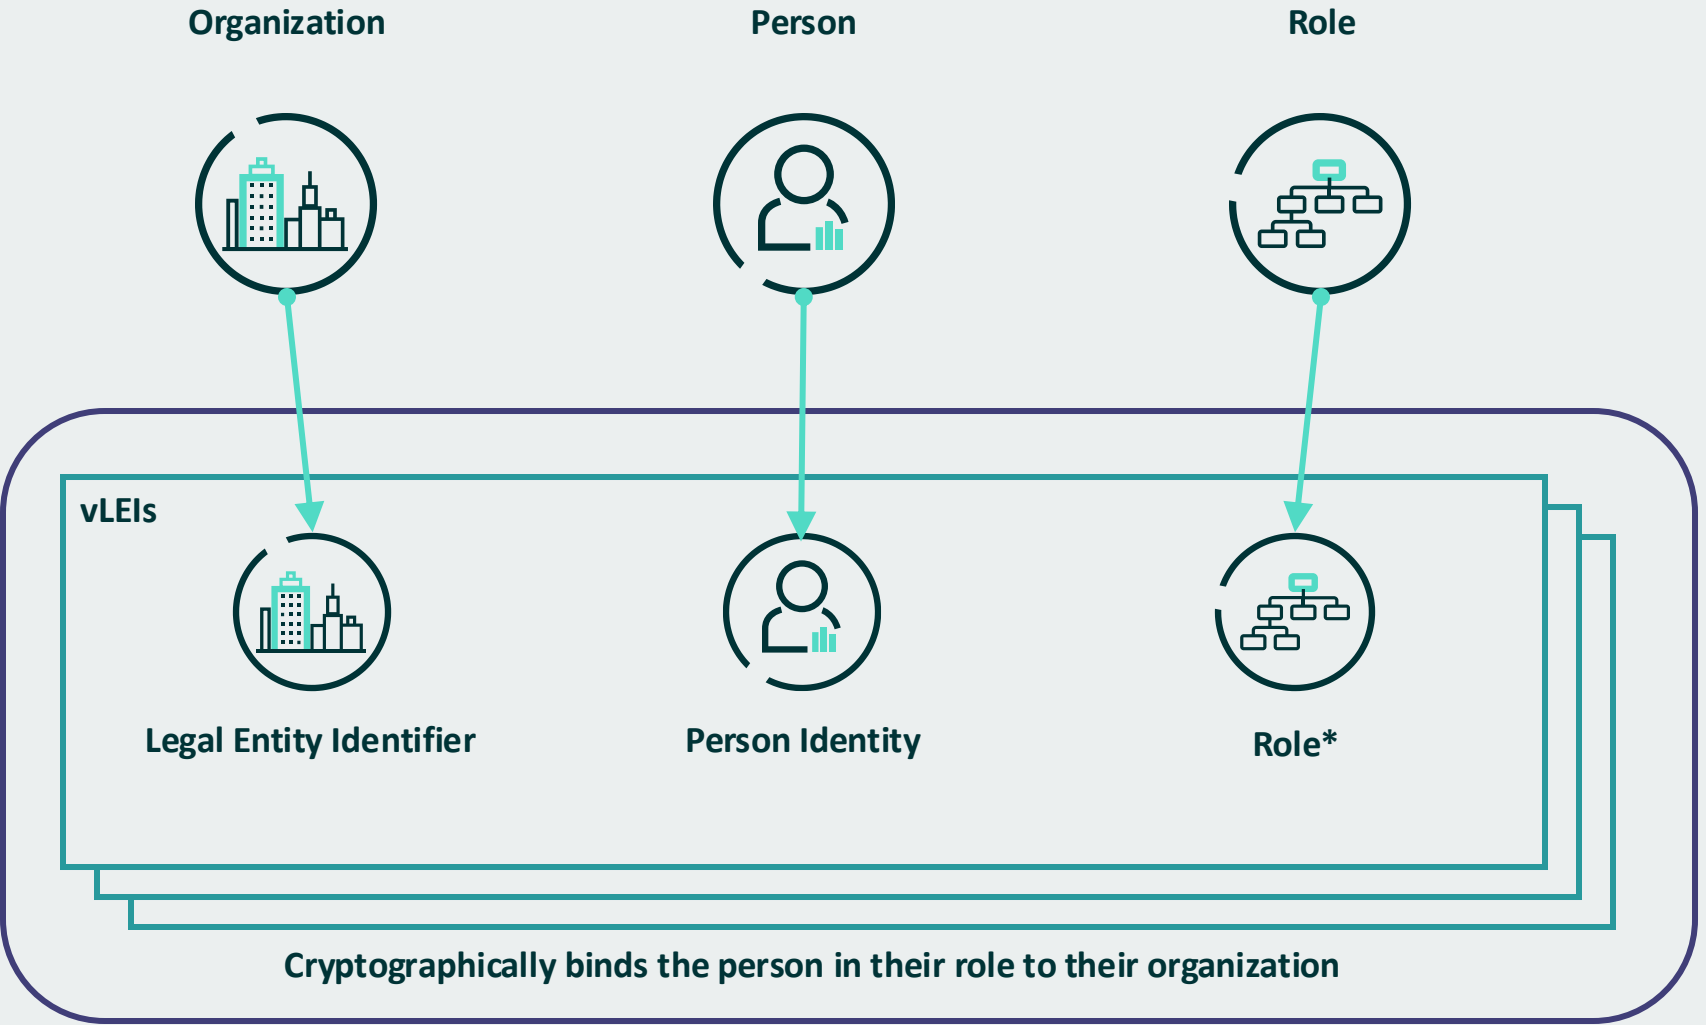 Organization
Person
Role
vLEIs
Legal Entity Identifier
Person Identity
Role*
Cryptographically binds the person in their role to their organization